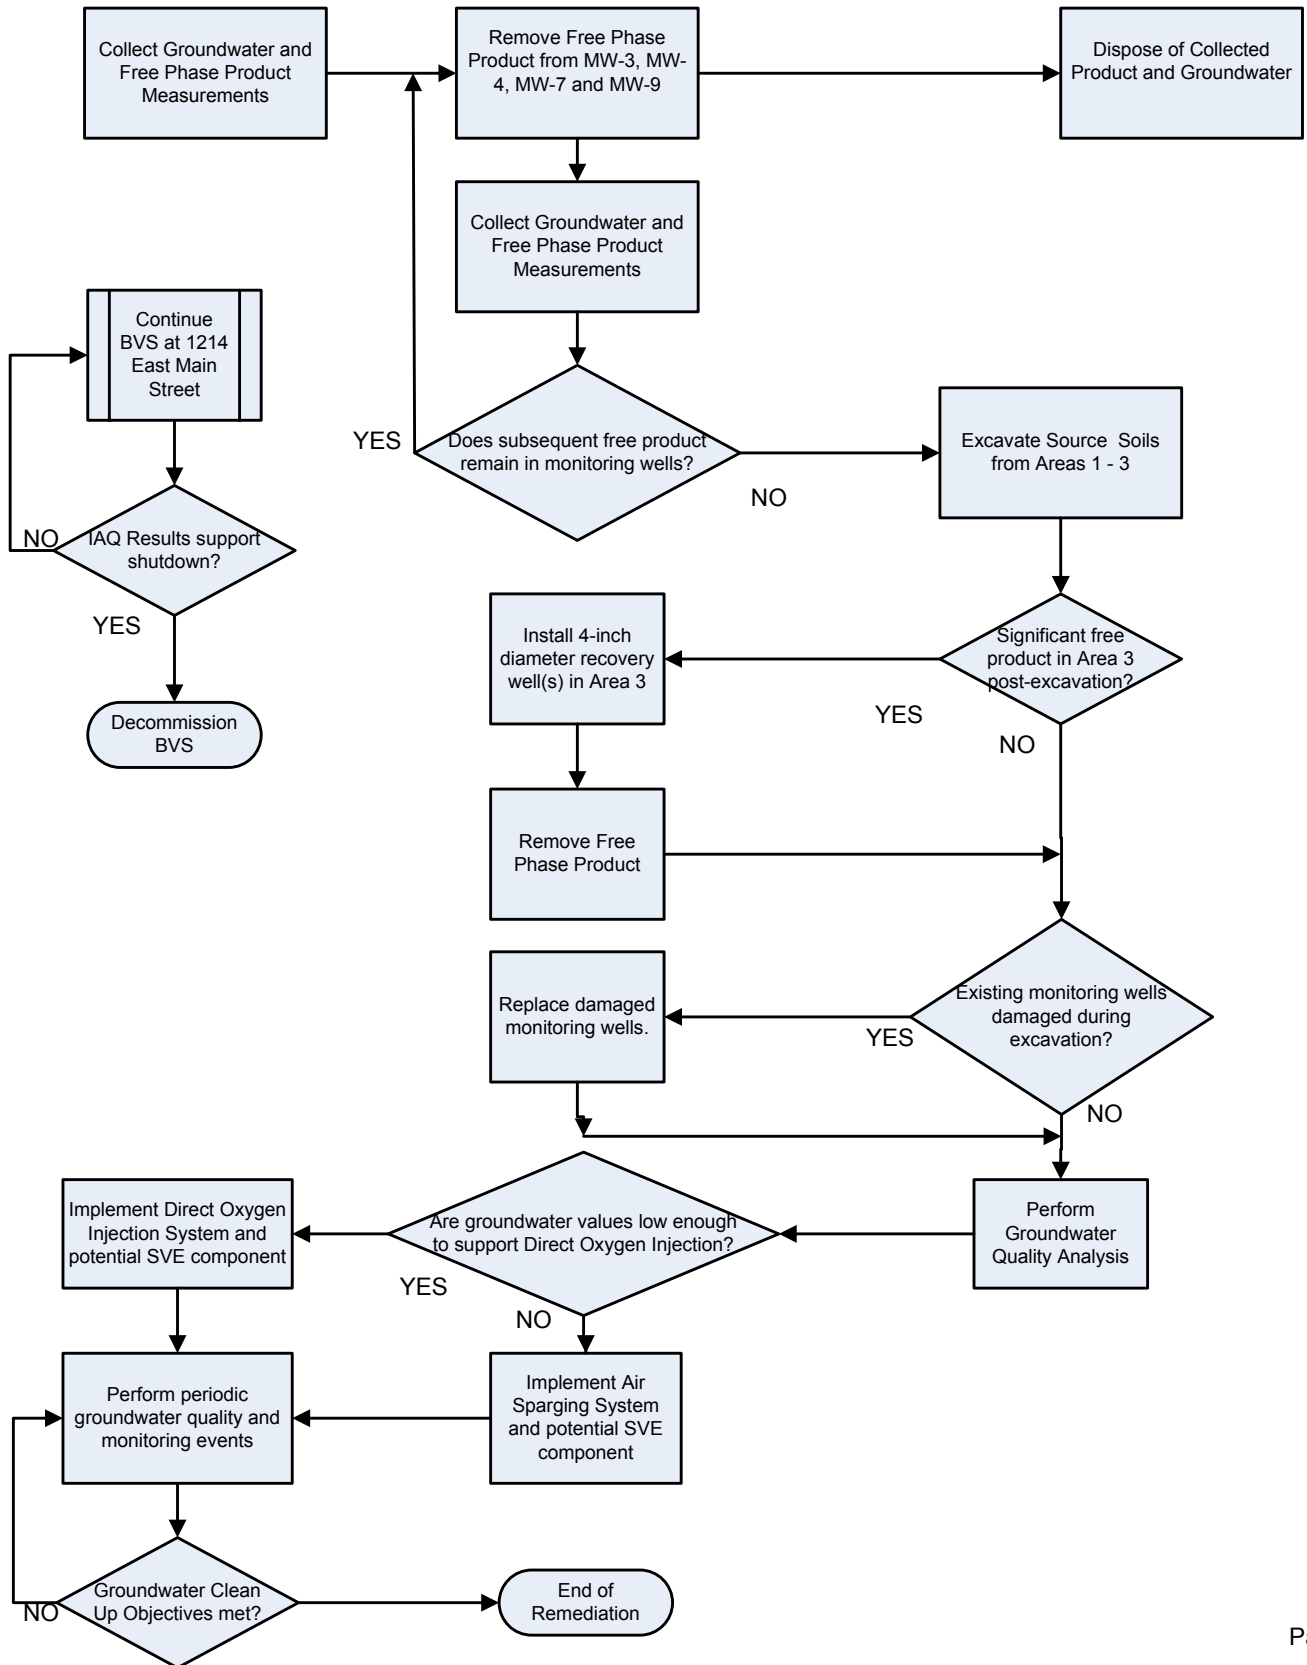 Collect Groundwater and
Free Phase Product
Measurements
Remove Free Phase
Product from MW-3, MW-
4, MW-7 and MW-9
Dispose of Collected
Product and Groundwater
Collect Groundwater and
Free Phase Product
Measurements
Continue
BVS at 1214
East Main
Street
YES
Does subsequent free product
remain in monitoring wells?
NO
Excavate Source Soils
from Areas 1 - 3
NO
IAQ Results support
shutdown?
YES
Decommission
BVS
Install 4-inch
diameter recovery
well(s) in Area 3
Significant free
product in Area 3
post-excavation?
YES
NO
Remove Free
Phase Product
Replace damaged
monitoring wells.
Existing monitoring wells
damaged during
excavation?
YES
NO
Implement Direct Oxygen
Injection System and
potential SVE component
Are groundwater values low enough
to support Direct Oxygen Injection?
YES
NO
Perform
Groundwater
Quality Analysis
Perform periodic
groundwater quality and
monitoring events
Implement Air
Sparging System
and potential SVE
component
Groundwater Clean
Up Objectives met?
NO
End of
Remediation